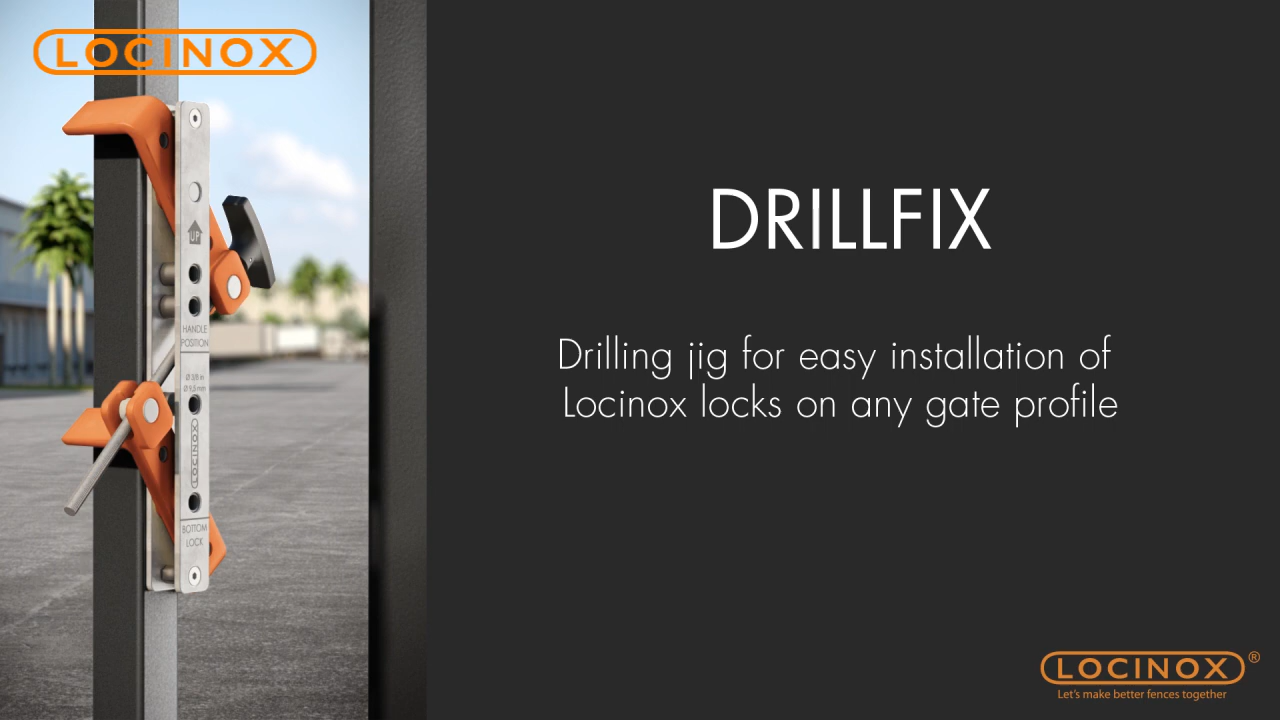 LOCINOX
UP
HANDLE
POSITION
Ø 3/8 in
Ø 9,5 mm
LOCINOX
BOTTOM
LOCK
DRILLFIX
Drilling jig for easy installation of
Locinox locks on any gate profile
LOCINOX®
Let's make better fences together